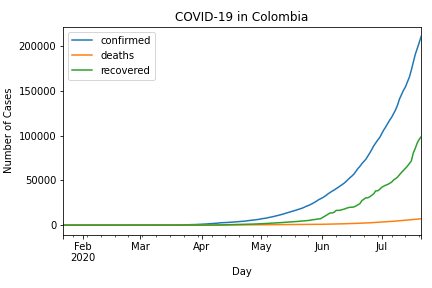 COVID-19 in Colombia
confirmed
deaths
recovered
Number of Cases
200000
150000
100000
50000
0
Feb Mar Apr May Jun Jul
2020
Day